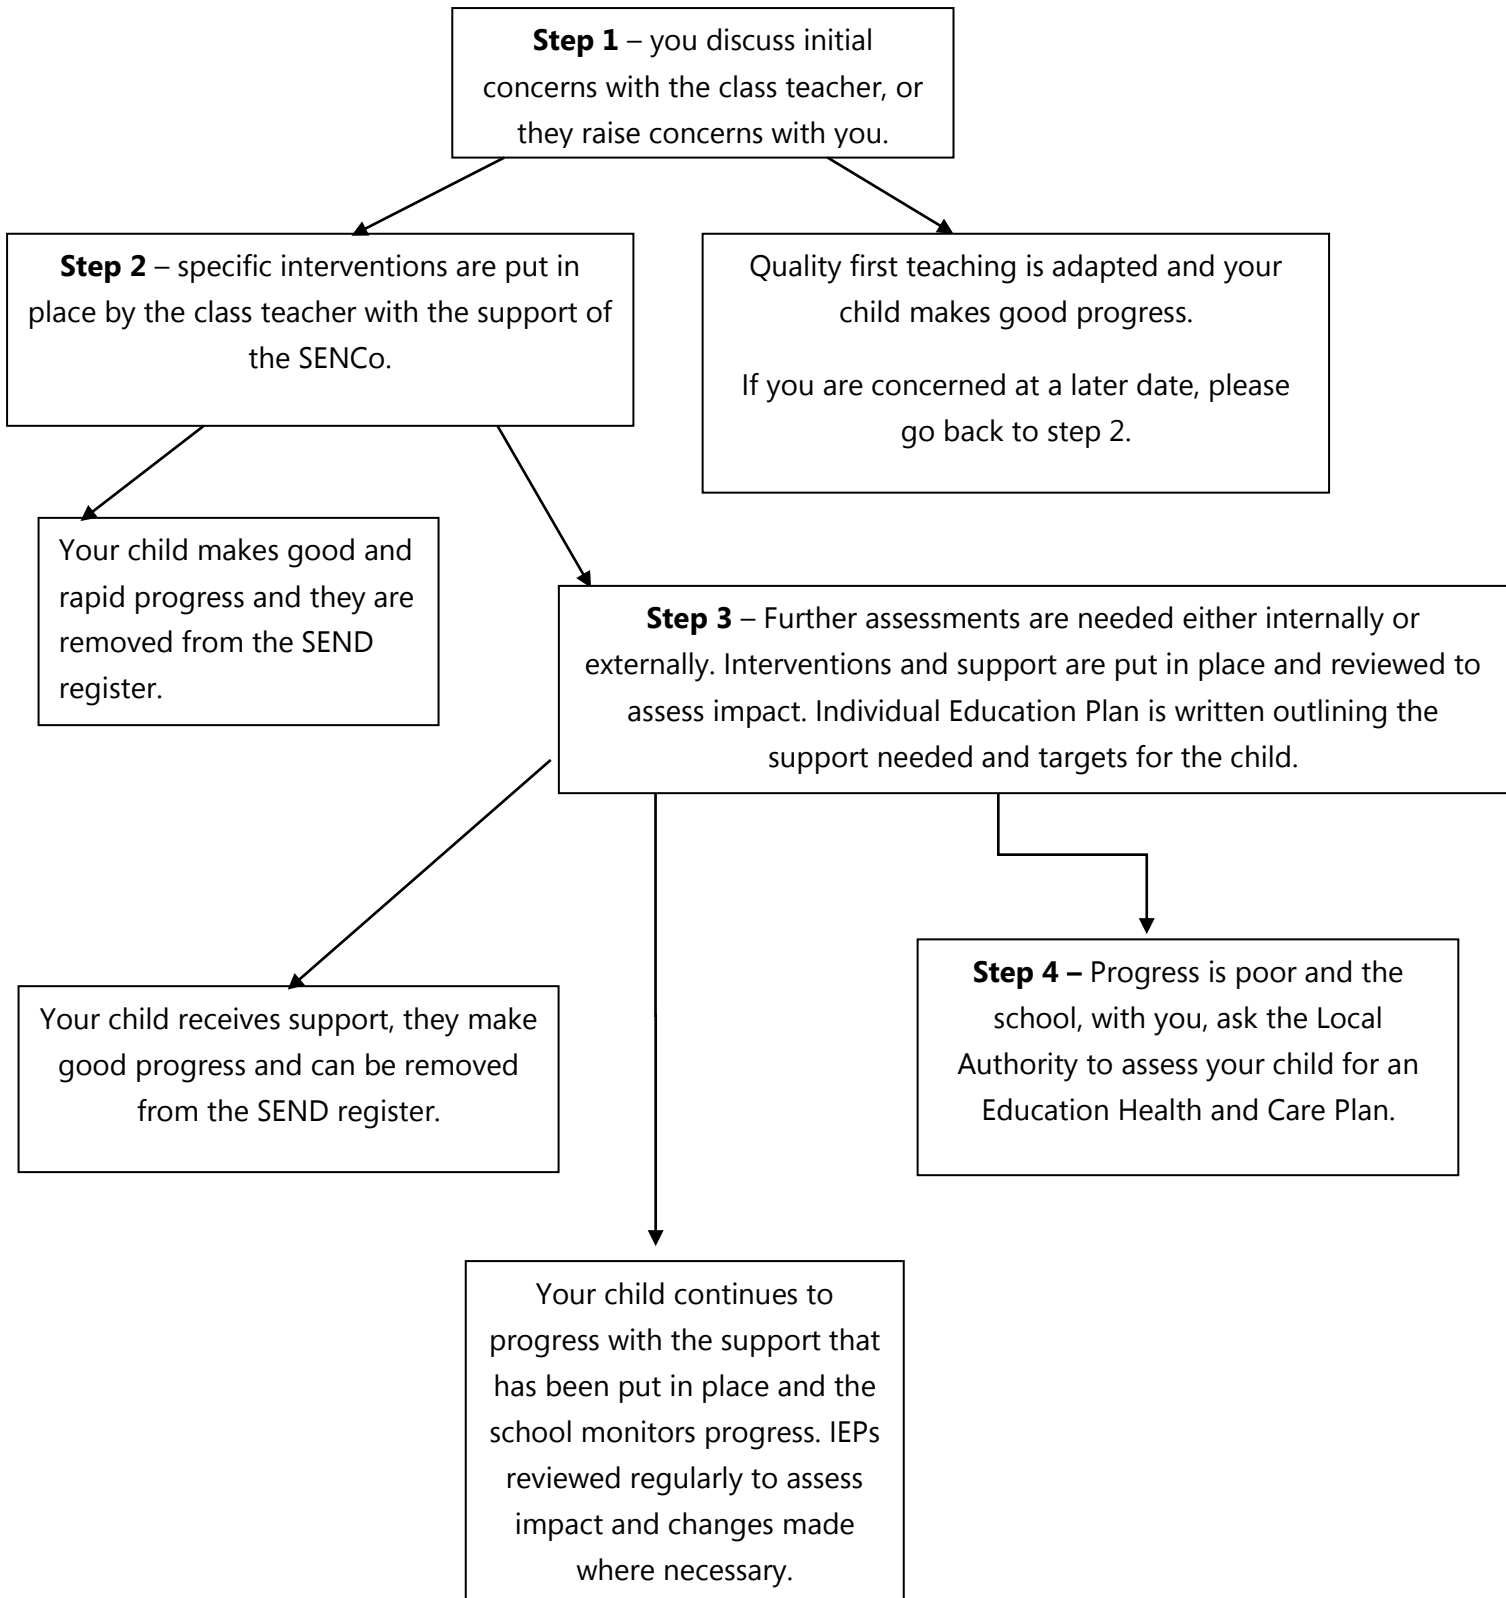 Step 1 – you discuss initial
concerns with the class teacher, or
they raise concerns with you.
Step 2 – specific interventions are put in
place by the class teacher with the support of
the SENCo.
Quality first teaching is adapted and your
child makes good progress.
If you are concerned at a later date, please
go back to step 2.
Your child makes good and
rapid progress and they are
removed from the SEND
register.
Step 3 – Further assessments are needed either internally or
externally. Interventions and support are put in place and reviewed to
assess impact. Individual Education Plan is written outlining the
support needed and targets for the child.
Your child receives support, they make
good progress and can be removed
from the SEND register.
Step 4 – Progress is poor and the
school, with you, ask the Local
Authority to assess your child for an
Education Health and Care Plan.
Your child continues to
progress with the support that
has been put in place and the
school monitors progress. IEPs
reviewed regularly to assess
impact and changes made
where necessary.